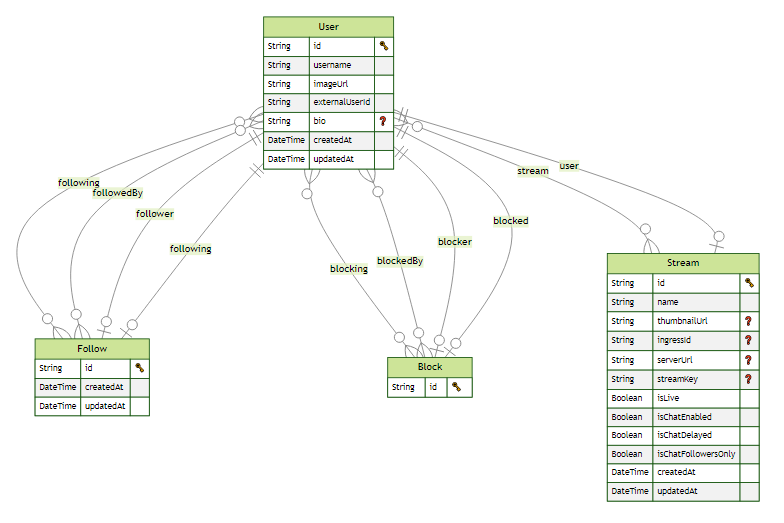 User
String id
String username
String imageUrl
String externalUserId
String bio
DateTime createdAt
DateTime updatedAt
following
followedBy
follower
following
blocking
blockedBy
blocker
blocked
stream
user
Follow
String id
DateTime createdAt
DateTime updatedAt
Block
String id
Stream
String id
String name
String thumbnailUrl
String ingressId
String serverUrl
String streamKey
Boolean isLive
Boolean isChatEnabled
Boolean isChatDelayed
Boolean isChatFollowersOnly
DateTime createdAt
DateTime updatedAt